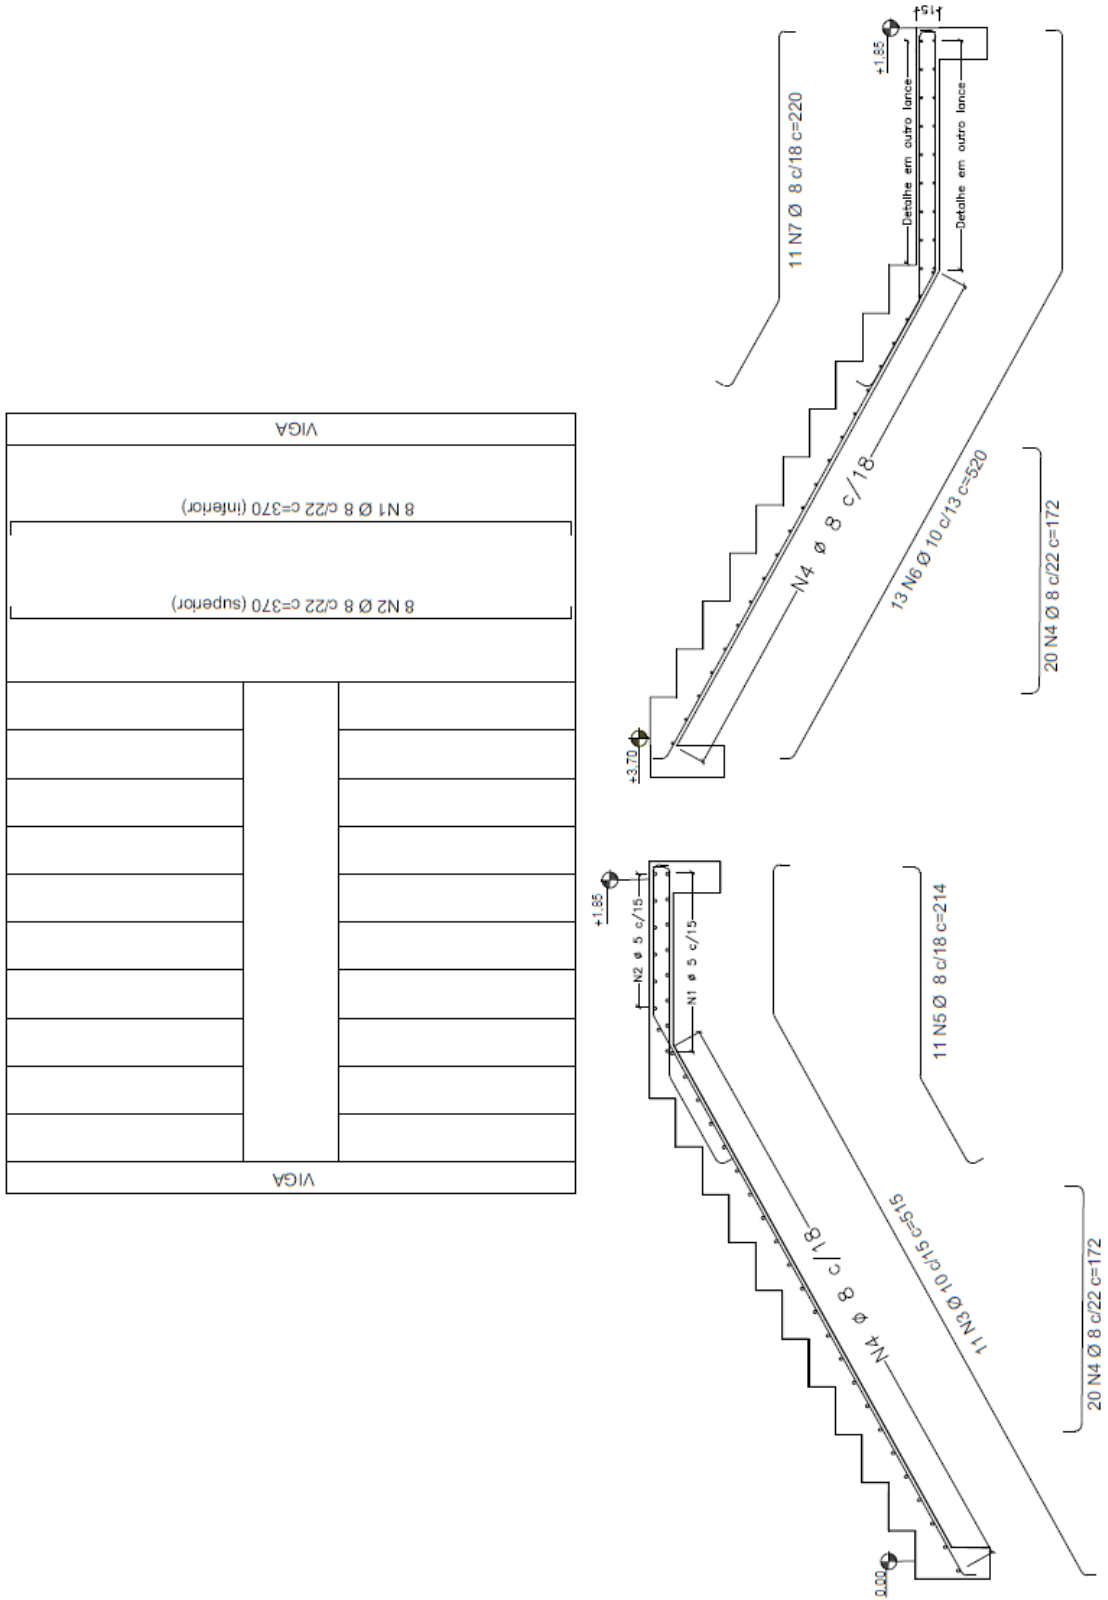 VIGA
8 N1 Ø 8 c/22 c=370 (inferior)
8 N2 Ø 8 c/22 c=370 (superior)
VIGA
11 N7 Ø 8 c/18 c=220
+1,85
15
Detalhe em outro lance
Detalhe em outro lance
N4 ø 8 c/18
13 N6 Ø 10 c/13 c=520
20 N4 Ø 8 c/22 c=172
+3,70
+1,85
N2 ø 5 c/15
N1 ø 5 c/15
11 N5 Ø 8 c/18 c=214
N4 ø 8 c/18
11 N3 Ø 10 c/15 c=515
20 N4 Ø 8 c/22 c=172
0,00